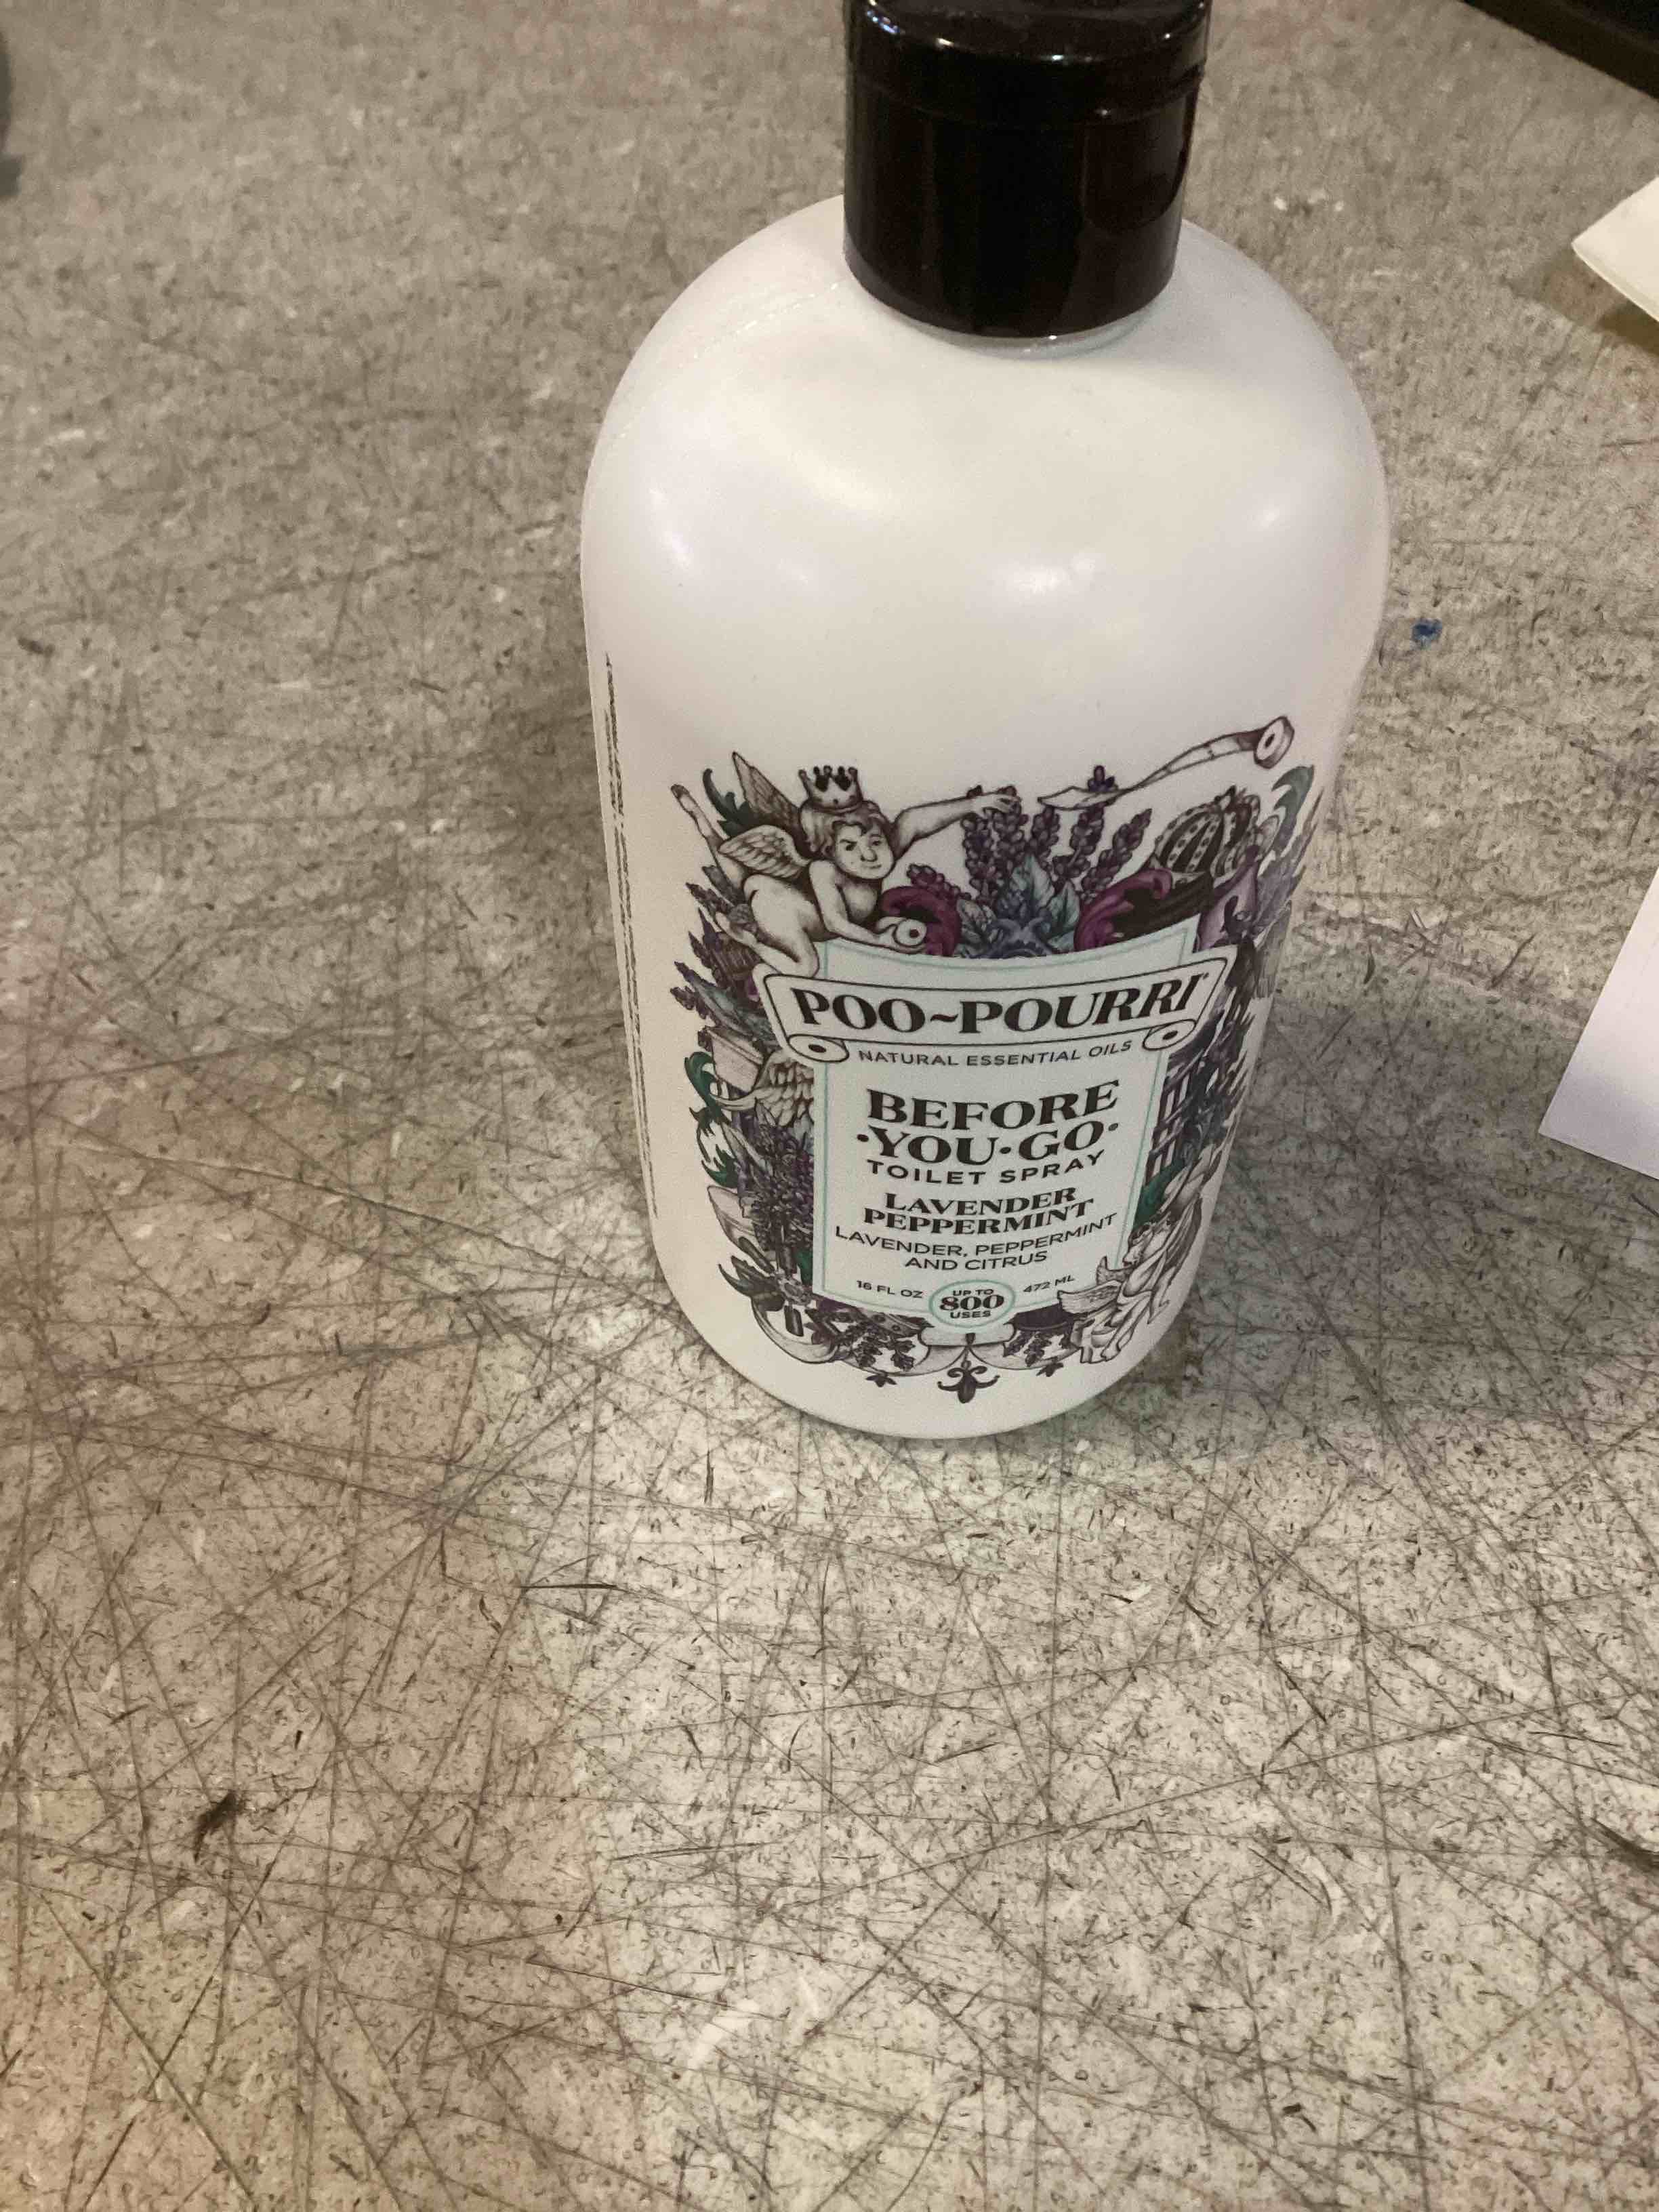 POO~POURRI
NATURAL ESSENTIAL OILS
BEFORE
•YOU•GO•
TOILET SPRAY
LAVENDER
PEPPERMINT
LAVENDER, PEPPERMINT
AND CITRUS
16 FL OZ
UP TO
800
USES
472 ML